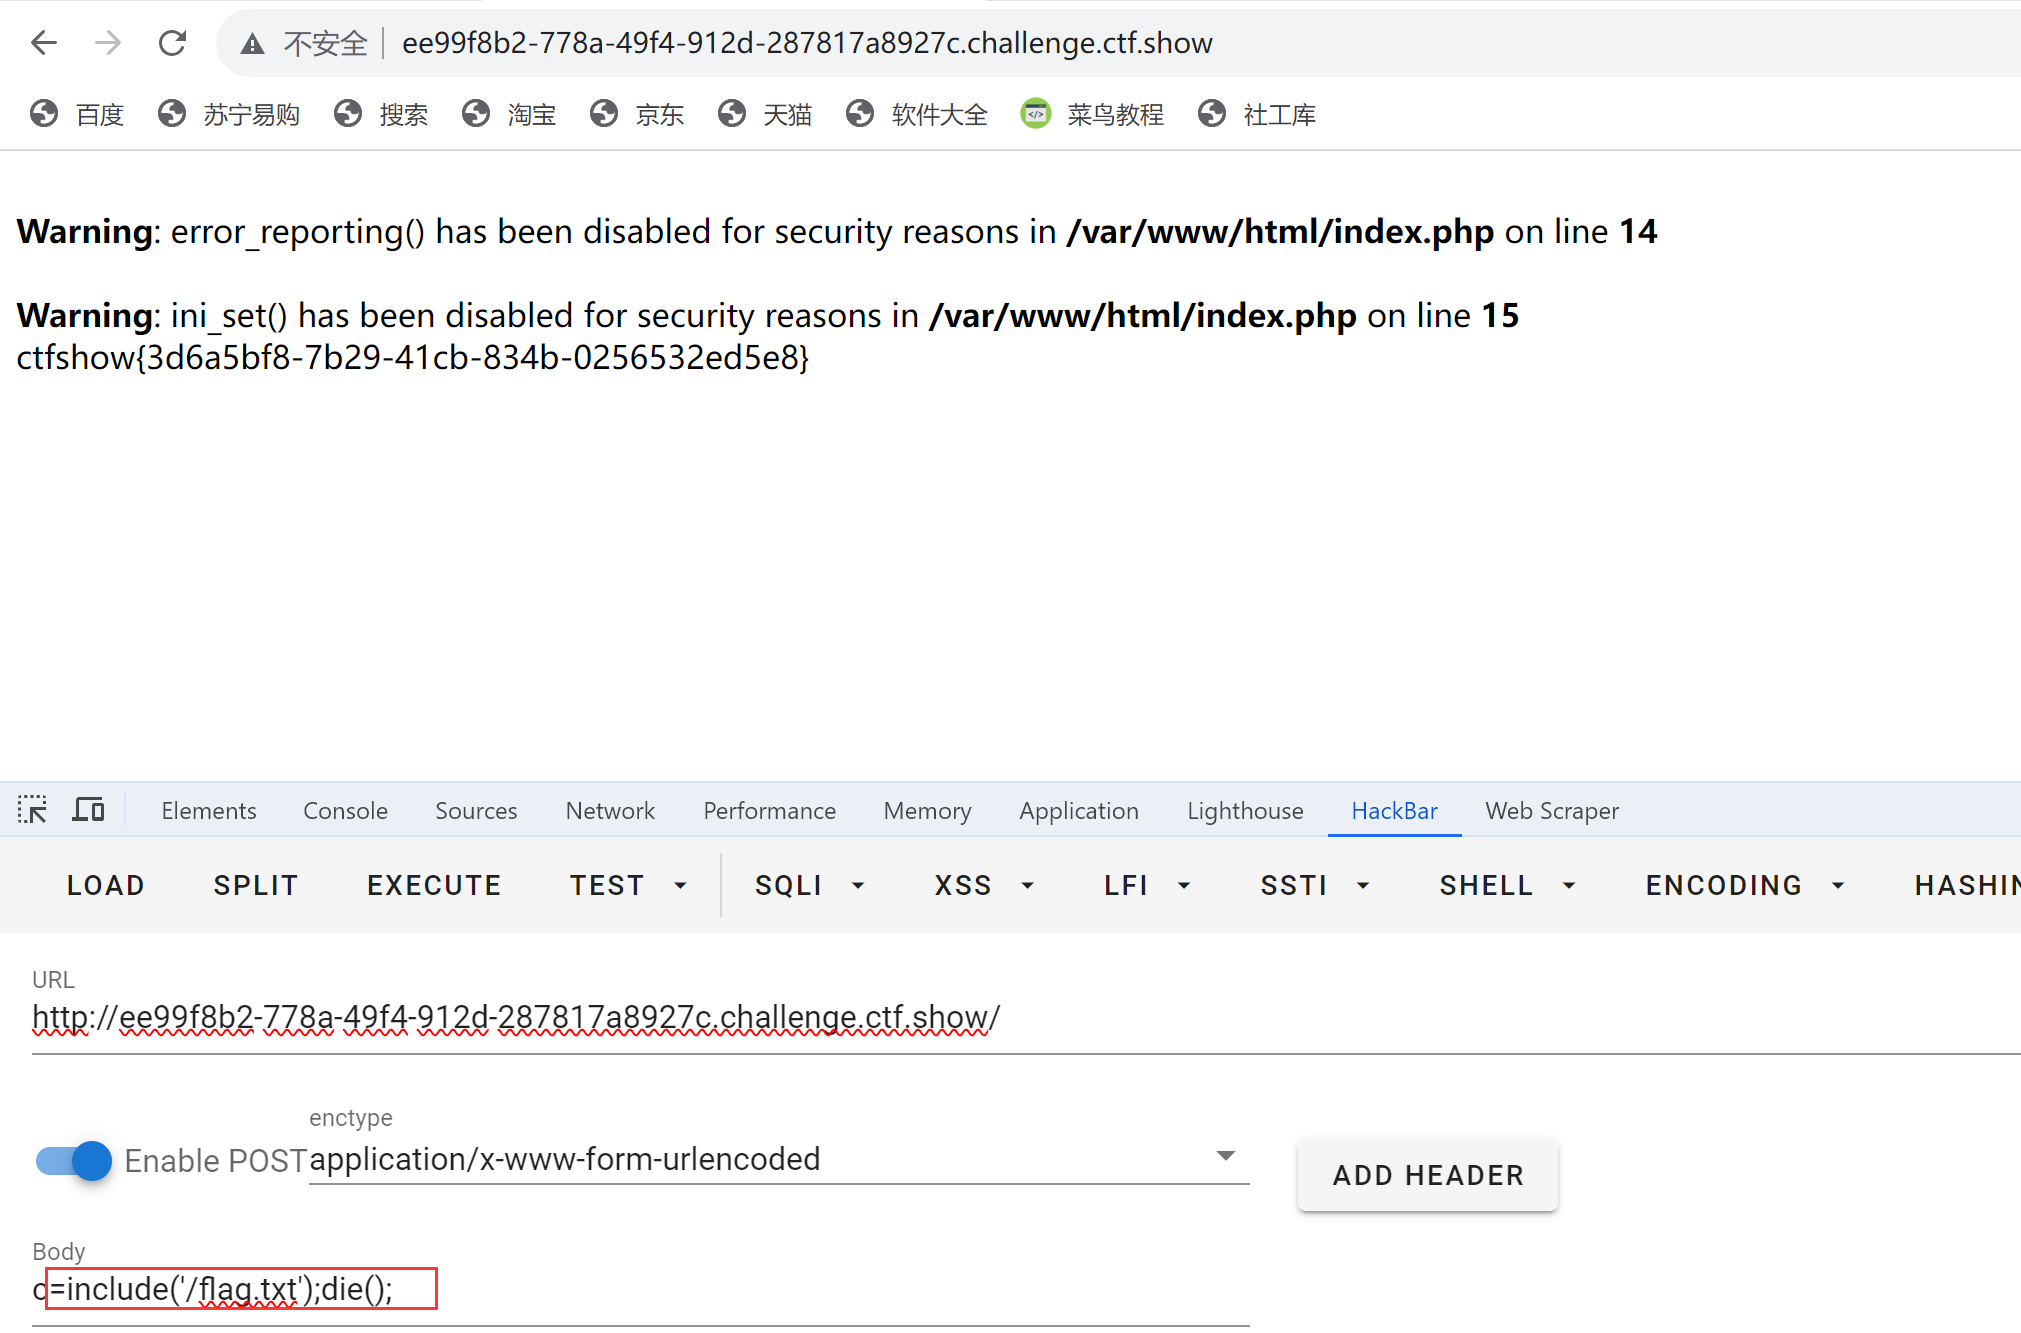 不安全 ee99f8b2-778a-49f4-912d-287817a8927c.challenge.ctf.show
百度 苏宁易购 搜索 淘宝 京东 天猫 软件大全 菜鸟教程 社工库
Warning: error_reporting() has been disabled for security reasons in /var/www/html/index.php on line 14
Warning: ini_set() has been disabled for security reasons in /var/www/html/index.php on line 15
ctfshow{3d6a5bf8-7b29-41cb-834b-0256532ed5e8}
Elements Console Sources Network Performance Memory Application Lighthouse HackBar Web Scraper
LOAD SPLIT EXECUTE TEST SQLI XSS LFI SSTI SHELL ENCODING HASHIN
URL
http://ee99f8b2-778a-49f4-912d-287817a8927c.challenge.ctf.show/
enctype
Enable POST application/x-www-form-urlencoded
ADD HEADER
Body
c=include('/flag.txt');die();